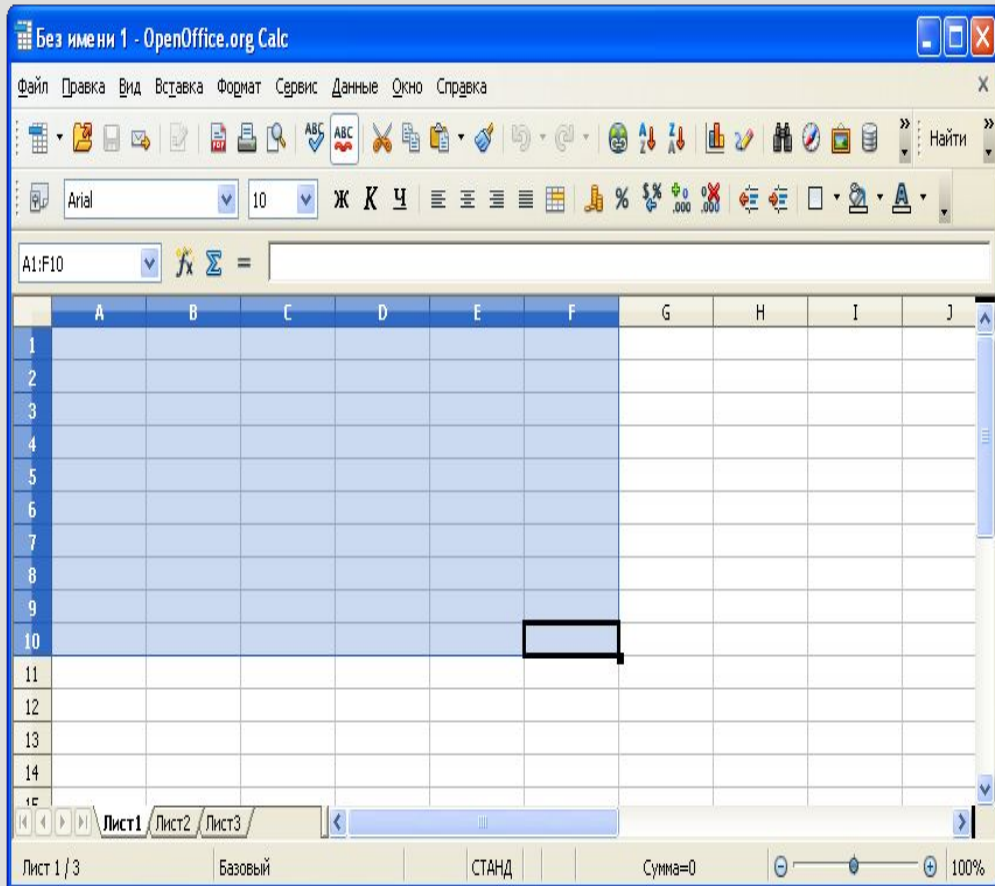 Без имени 1 - OpenOffice.org Calc
Файл Правка Вид Вставка Формат Сервис Данные Окно Справка
Найти
Arial 10 Ж К Ч
A1:F10
A B C D E F G H I J
1
2
3
4
5
6
7
8
9
10
11
12
13
14
15
Лист1 Лист2 Лист3
Лист 1 / 3 Базовый СТАНД Сумма=0 100%